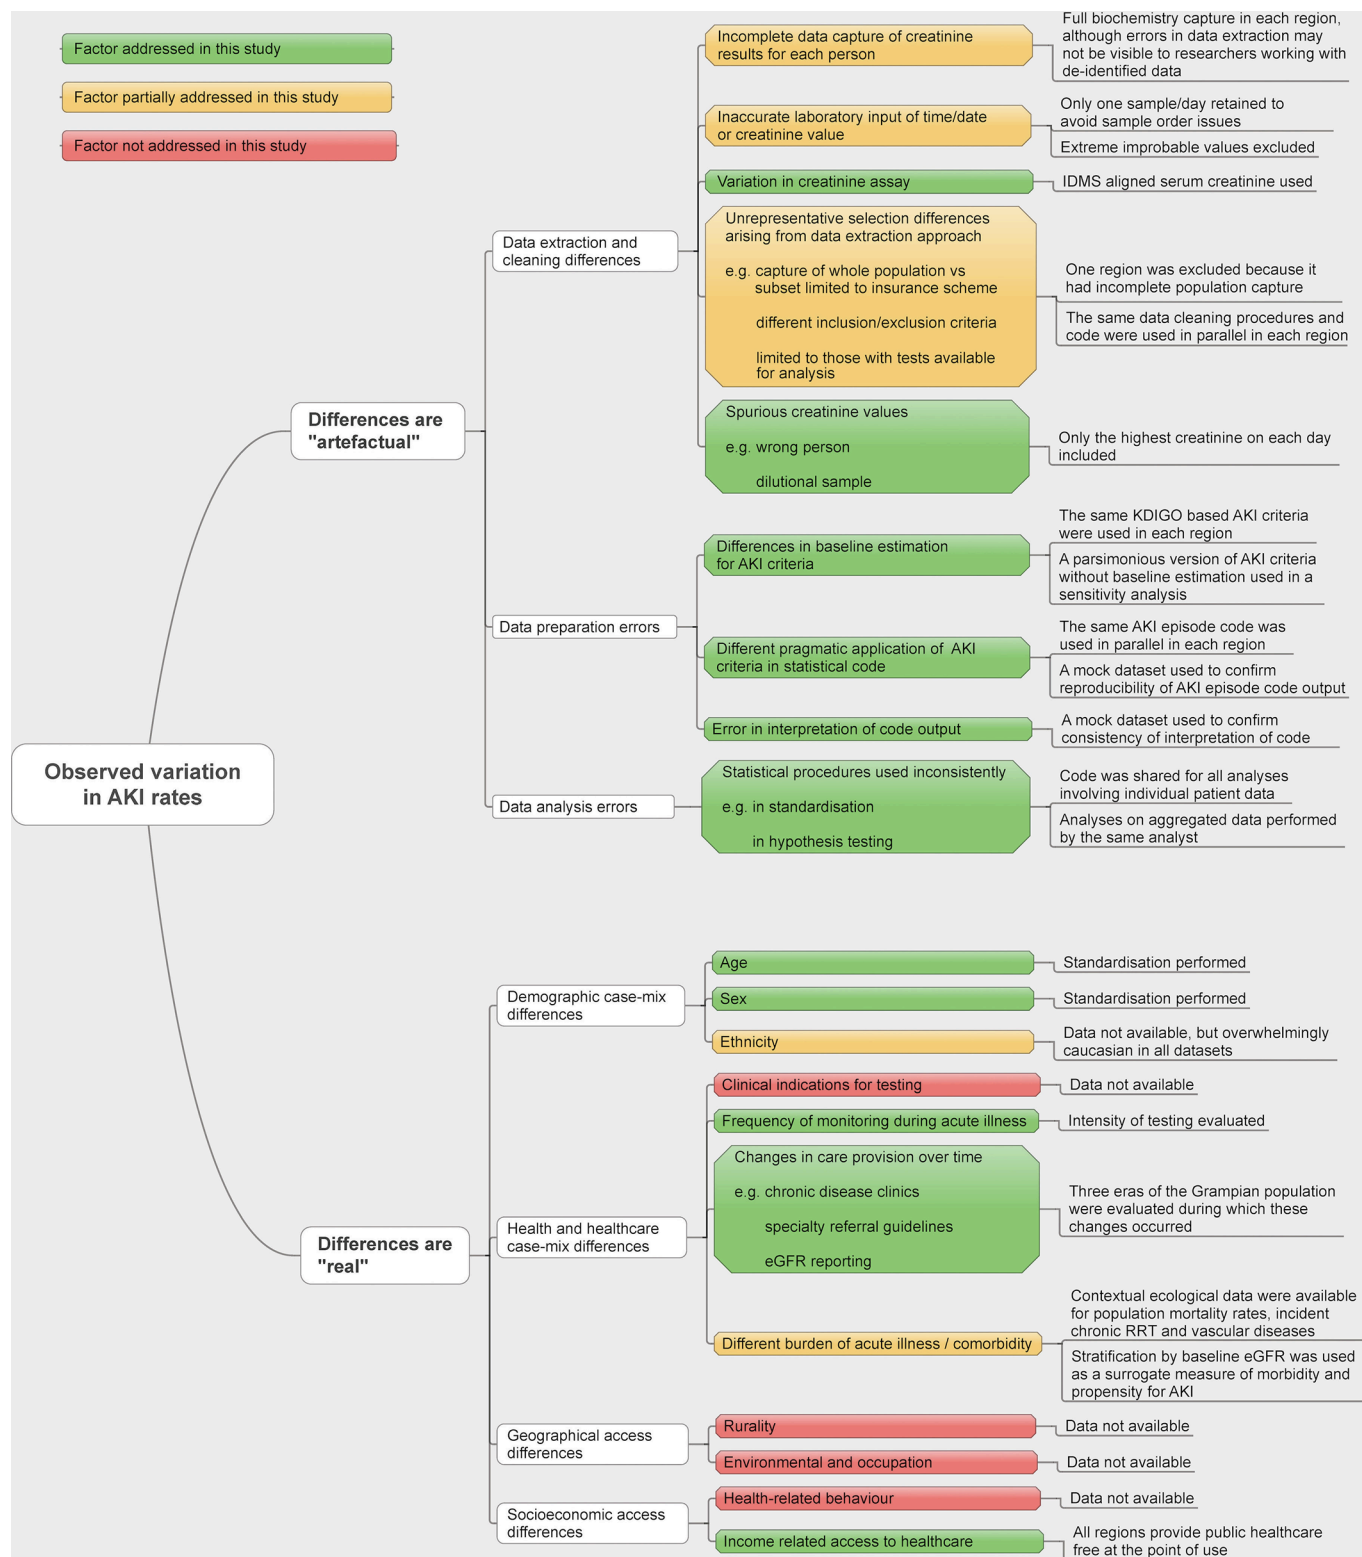 Factor addressed in this study
Factor partially addressed in this study
Factor not addressed in this study
Observed variation
in AKI rates
Differences are
"artefactual"
Data extraction and
cleaning differences
Incomplete data capture of creatinine
results for each person
Full biochemistry capture in each region,
although errors in data extraction may
not be visible to researchers working with
de-identified data
Inaccurate laboratory input of time/date
or creatinine value
Only one sample/day retained to
avoid sample order issues
Extreme improbable values excluded
Variation in creatinine assay
IDMS aligned serum creatinine used
Unrepresentative selection differences
arising from data extraction approach
e.g. capture of whole population vs
subset limited to insurance scheme
different inclusion/exclusion criteria
limited to those with tests available
for analysis
One region was excluded because it
had incomplete population capture
The same data cleaning procedures and
code were used in parallel in each region
Spurious creatinine values
e.g. wrong person
dilutional sample
Only the highest creatinine on each day
included
Data preparation errors
Differences in baseline estimation
for AKI criteria
The same KDIGO based AKI criteria
were used in each region
A parsimonious version of AKI criteria
without baseline estimation used in a
sensitivity analysis
Different pragmatic application of AKI
criteria in statistical code
The same AKI episode code was
used in parallel in each region
A mock dataset used to confirm
reproducibility of AKI episode code output
Error in interpretation of code output
A mock dataset used to confirm
consistency of interpretation of code
Data analysis errors
Statistical procedures used inconsistently
e.g. in standardisation
in hypothesis testing
Code was shared for all analyses
involving individual patient data
Analyses on aggregated data performed
by the same analyst
Differences are
"real"
Demographic case-mix
differences
Age
Standardisation performed
Sex
Standardisation performed
Ethnicity
Data not available, but overwhelmingly
caucasian in all datasets
Health and healthcare
case-mix differences
Clinical indications for testing
Data not available
Frequency of monitoring during acute illness
Intensity of testing evaluated
Changes in care provision over time
e.g. chronic disease clinics
specialty referral guidelines
eGFR reporting
Three eras of the Grampian population
were evaluated during which these
changes occurred
Different burden of acute illness / comorbidity
Contextual ecological data were available
for population mortality rates, incident
chronic RRT and vascular diseases
Stratification by baseline eGFR was used
as a surrogate measure of morbidity and
propensity for AKI
Geographical access
differences
Rurality
Data not available
Environmental and occupation
Data not available
Socioeconomic access
differences
Health-related behaviour
Data not available
Income related access to healthcare
All regions provide public healthcare
free at the point of use